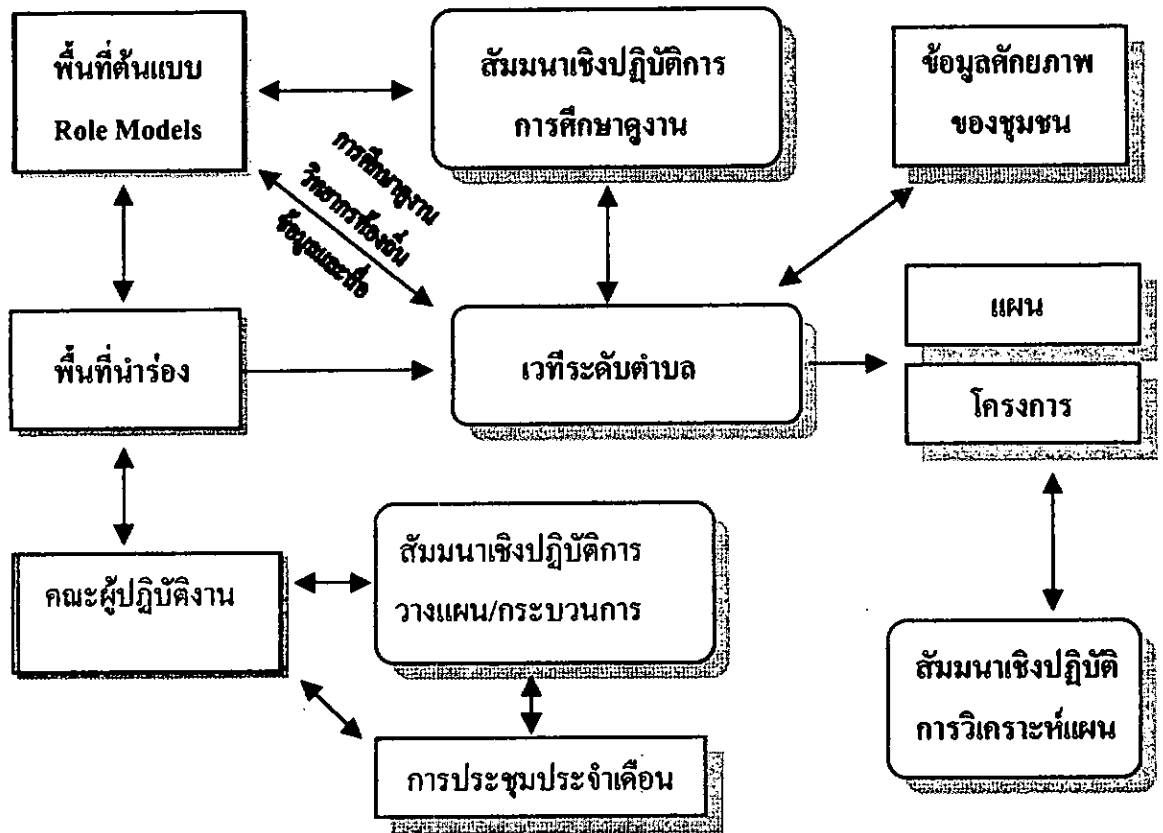 พื้นที่ต้นแบบ
Role Models
สัมมนาเชิงปฏิบัติการ
การศึกษาดูงาน
ข้อมูลศักยภาพ
ของชุมชน
การศึกษาดูงาน
วิทยากรท้องถิ่น
ข้อมูลและสื่อ
พื้นที่นำร่อง
เวทีระดับตำบล
แผน
โครงการ
คณะผู้ปฏิบัติงาน
สัมมนาเชิงปฏิบัติการ
วางแผน/กระบวนการ
สัมมนาเชิงปฏิบัติ
การวิเคราะห์แผน
การประชุมประจำเดือน